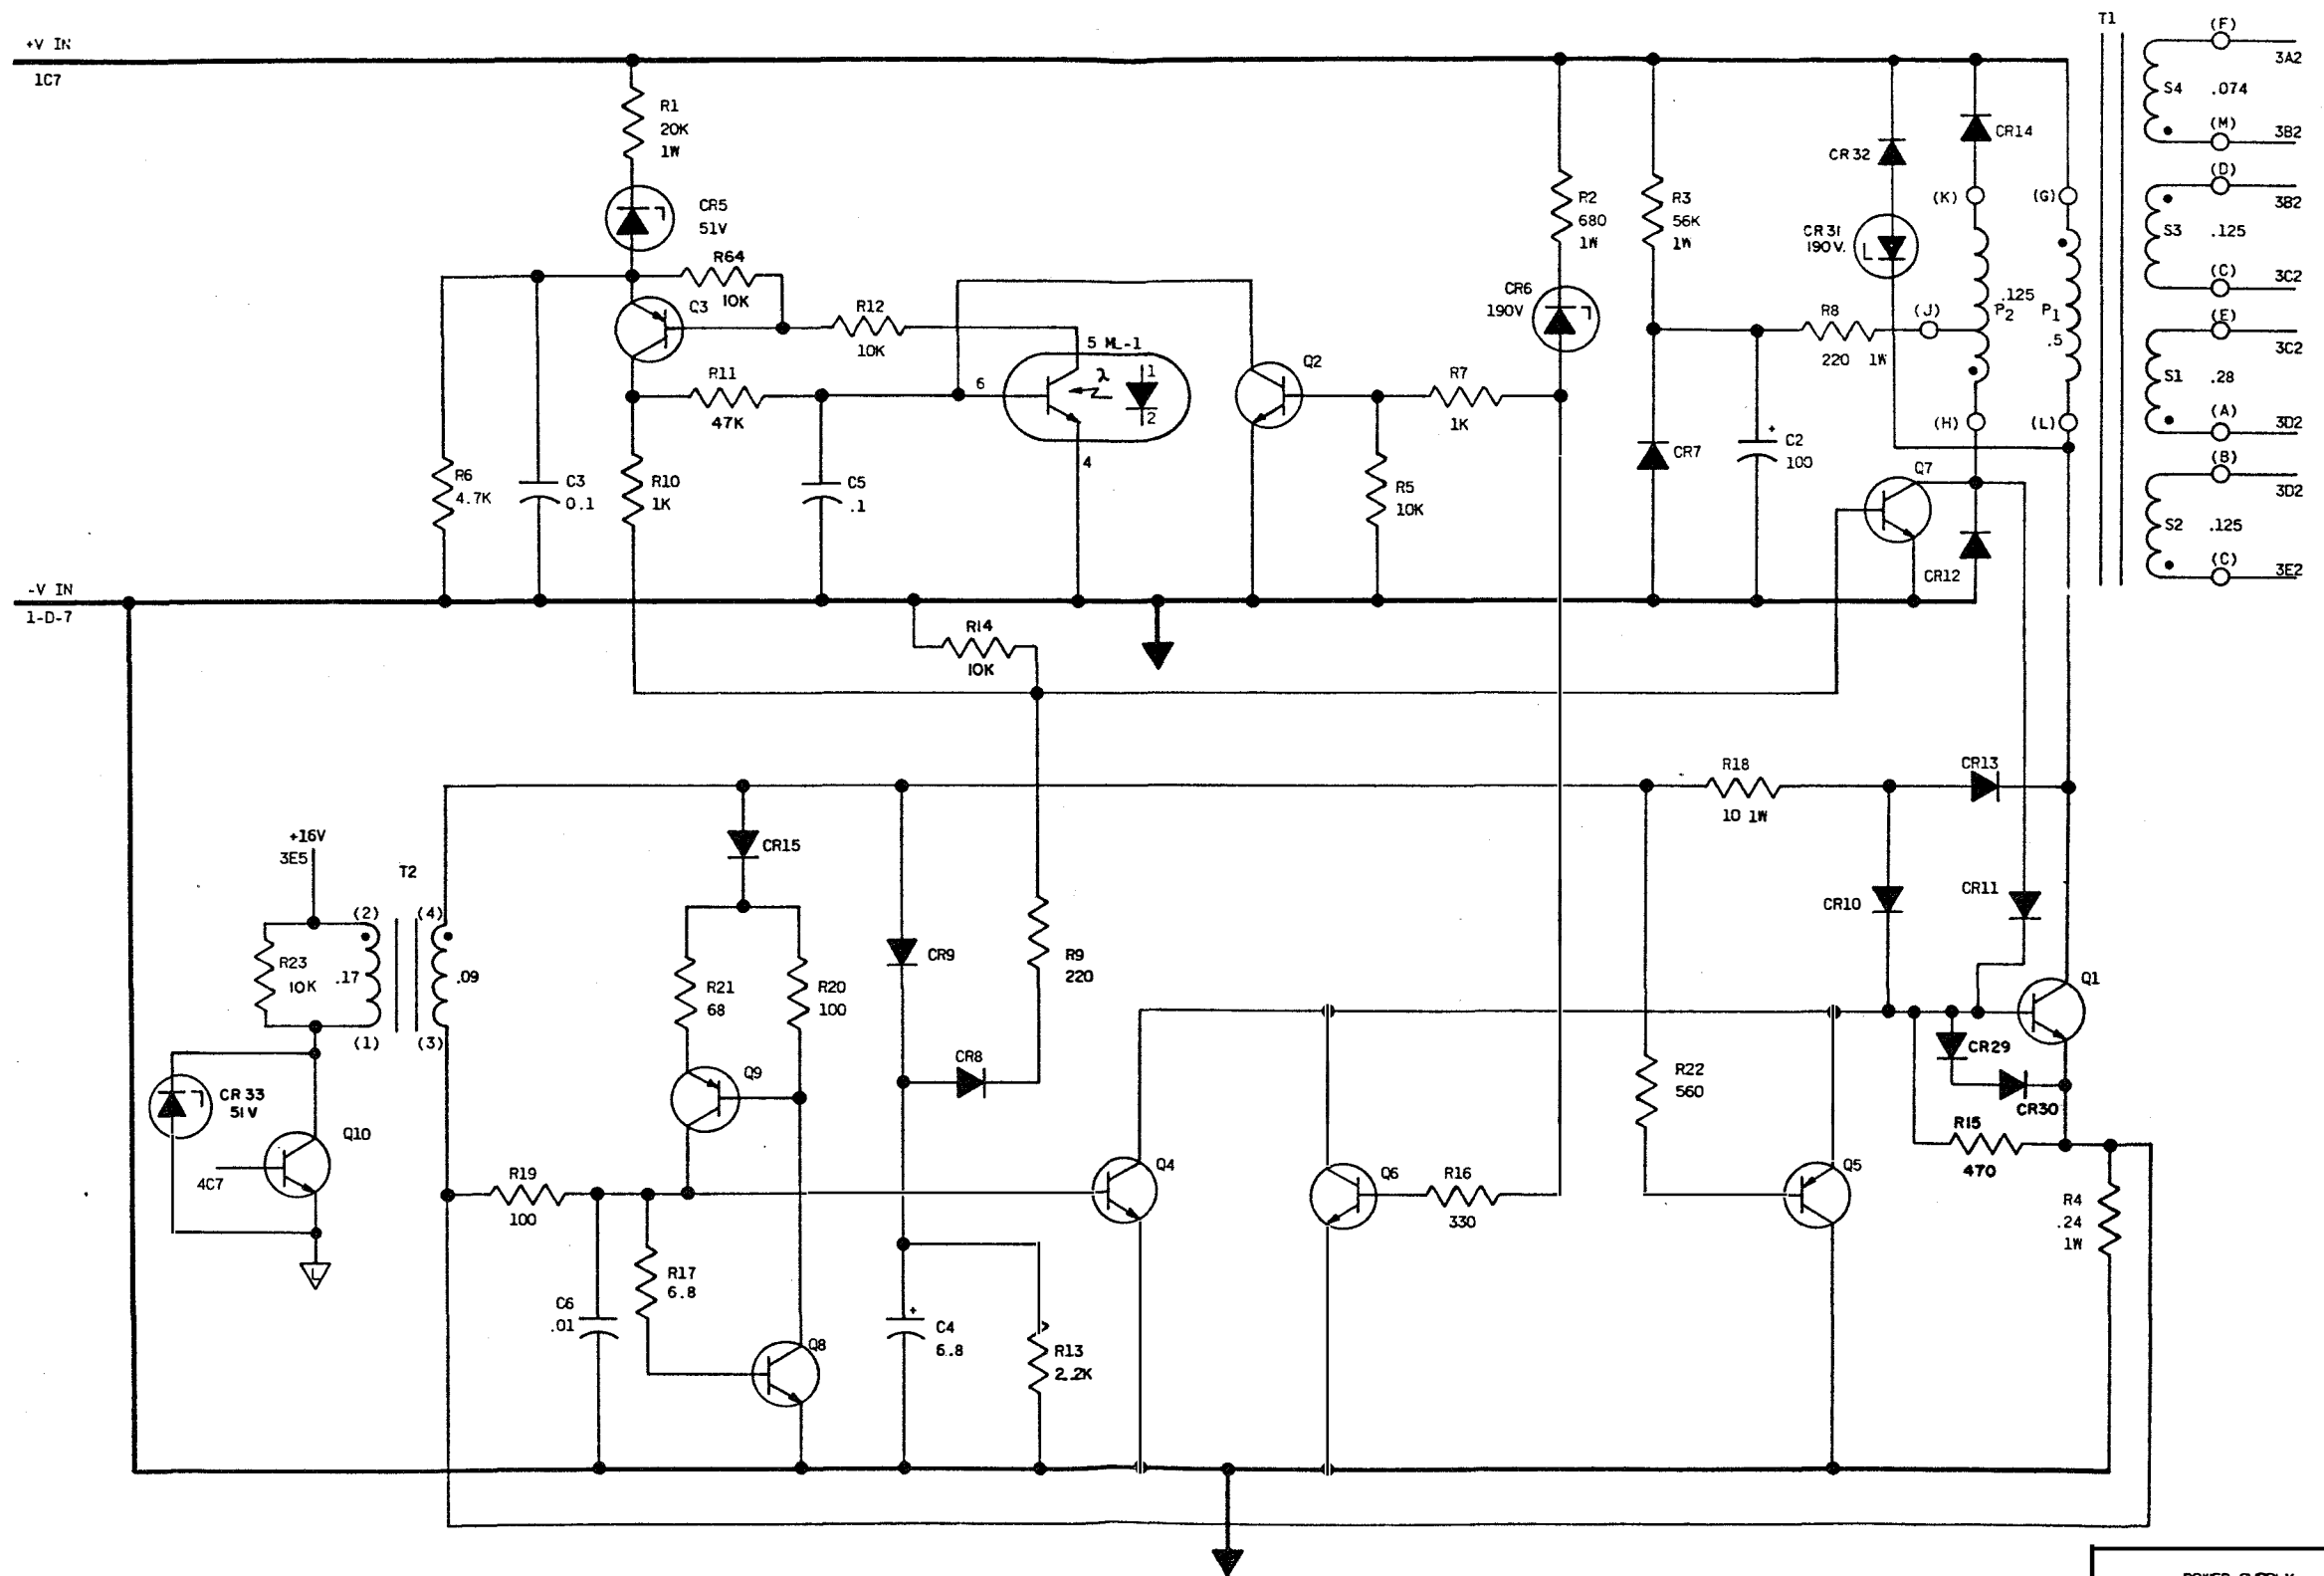 +V IN
1C7
R1
20K
1W
CR5
51V
R64
10K
Q3
R12
10K
R11
47K
R6
4.7K
C3
0.1
R10
1K
C5
.1
5 ML-1
6
λ
1
2
4
Q2
R7
1K
R5
10K
CR6
190V
R2
680
1W
R3
56K
1W
CR7
C2
+
100
R8
220 1W
(J)
CR32
CR31
190V.
L
CR14
(K)
(G)
.125
P2
P1
.5
(H)
(L)
Q7
CR12
T1
(F)
3A2
S4 .074
(M)
3B2
(D)
3B2
S3 .125
(C)
3C2
(E)
3C2
S1 .28
(A)
3D2
(B)
3D2
S2 .125
(C)
3E2
-V IN
1-D-7
R14
10K
R18
10 1W
CR13
CR15
+16V
3E5
T2
(2)
(4)
R23
10K
.17
.09
(1)
(3)
CR33
51V
Q10
4C7
L
R21
68
R20
100
CR9
R9
220
CR8
Q9
CR10
CR11
Q1
CR29
CR30
R15
470
R22
560
R19
100
Q4
Q6
R16
330
Q5
R4
.24
1W
R17
6.8
C6
.01
Q8
+
C4
6.8
R13
2.2K
POWER SUPPLY